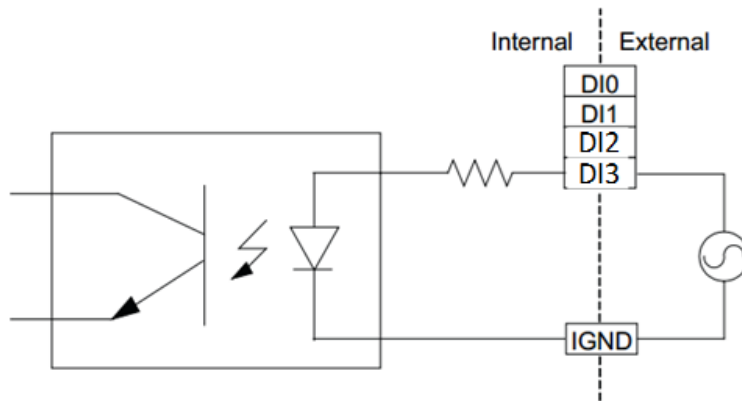 Internal External
DI0
DI1
DI2
DI3
IGND